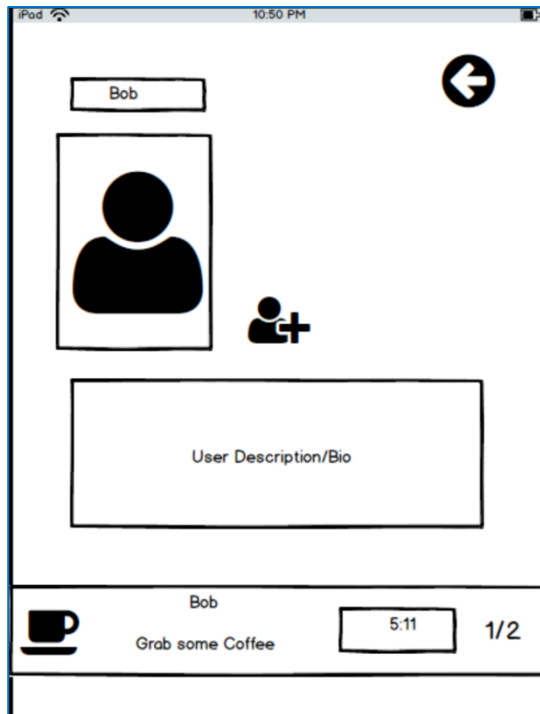 iPad 10:50 PM
Bob
User Description/Bio
Bob
Grab some Coffee
5:11
1/2